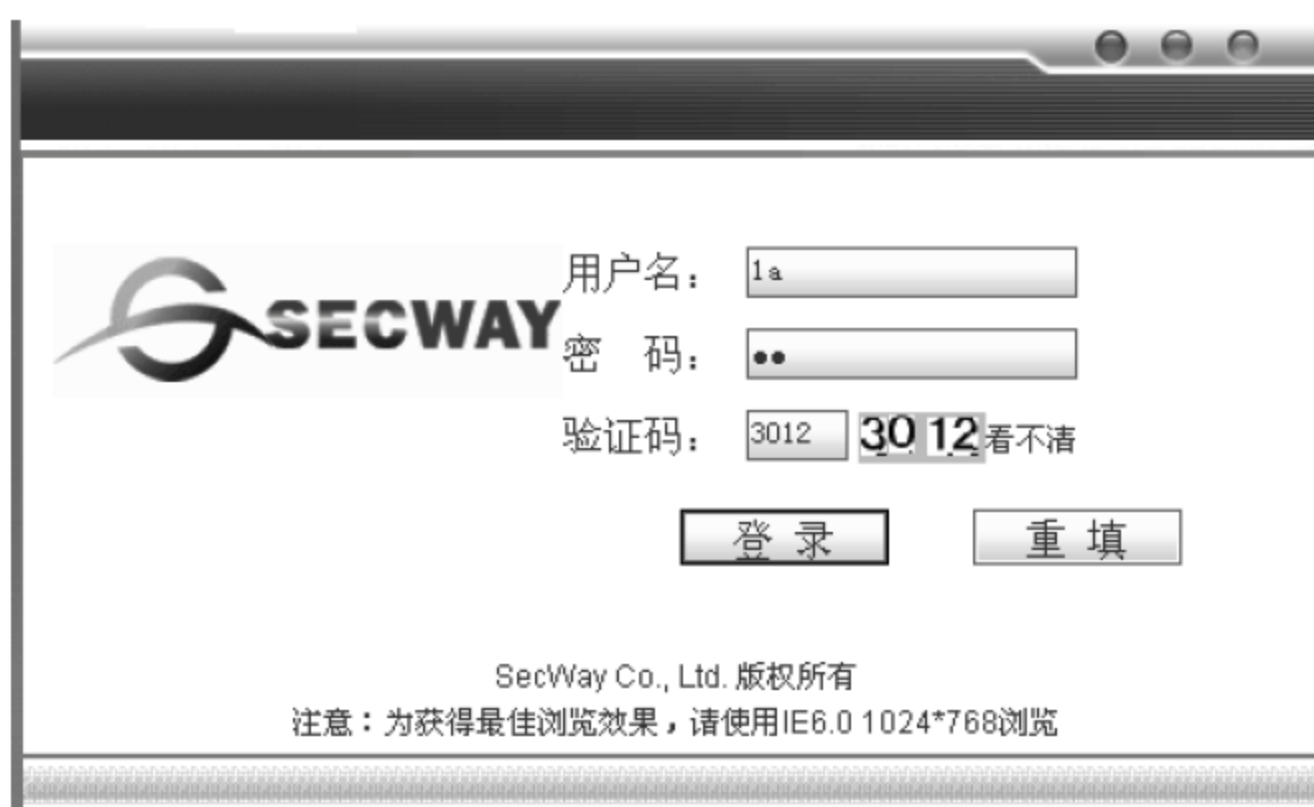 SECWAY
用户名： 1a
密 码： ●●
验证码： 3012 3012 看不清
登 录 重 填
SecWay Co., Ltd. 版权所有
注意：为获得最佳浏览效果，请使用IE6.0 1024*768浏览